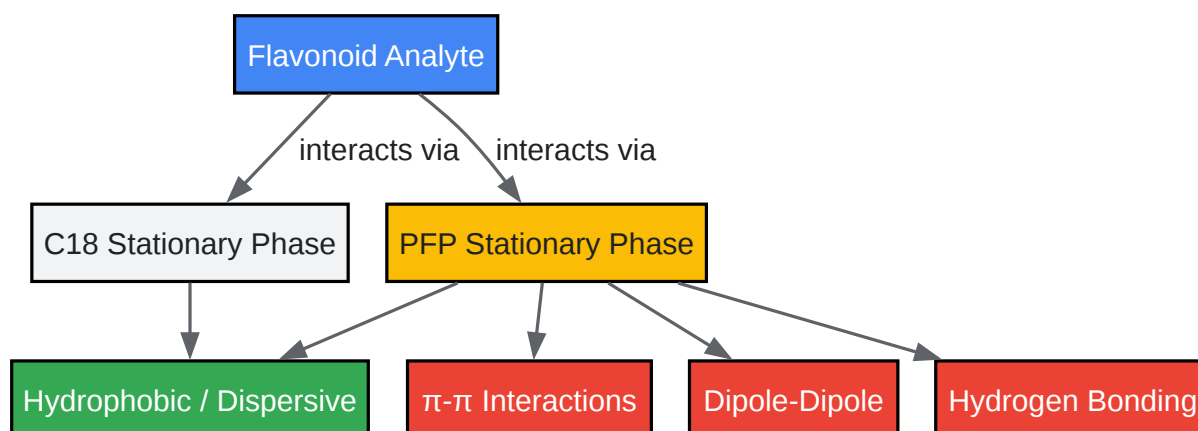 Flavonoid Analyte
interacts via
interacts via
C18 Stationary Phase
PFP Stationary Phase
Hydrophobic / Dispersive
π-π Interactions
Dipole-Dipole
Hydrogen Bonding